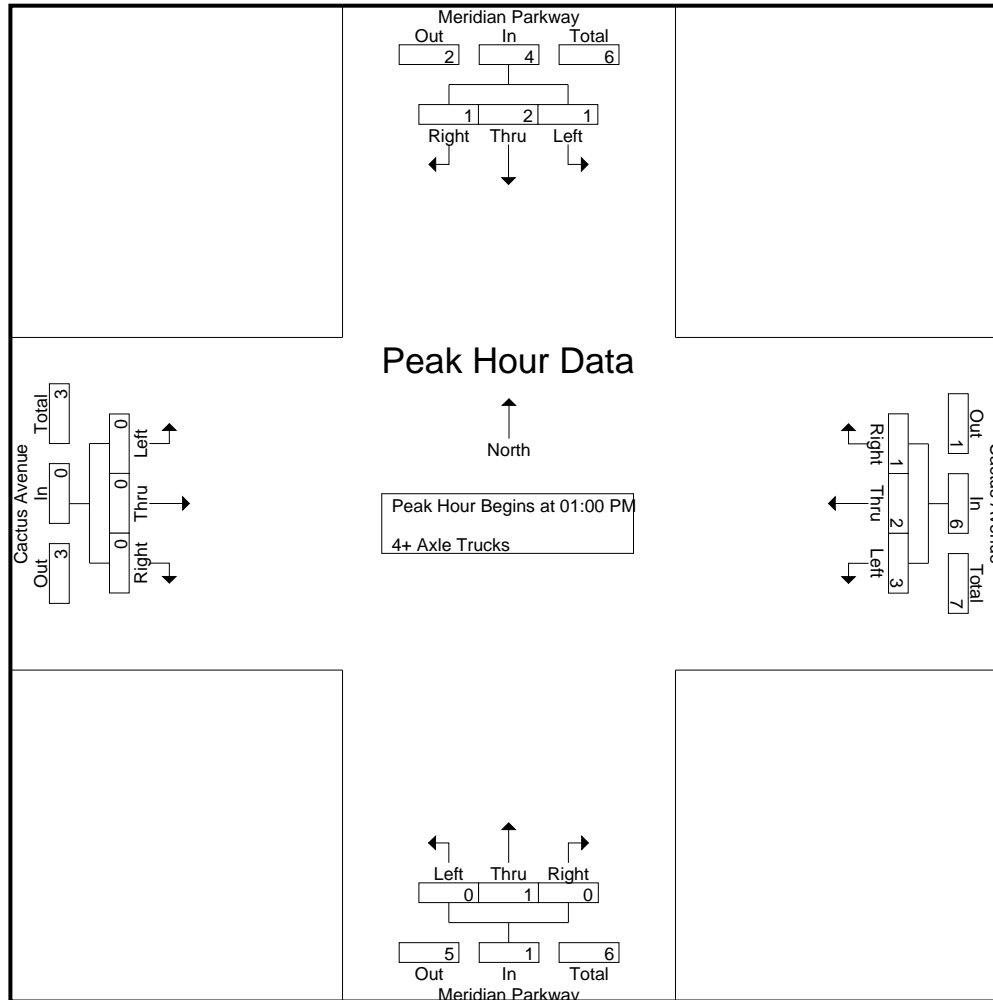 Meridian Parkway
Out In Total
2 4 6
1 2 1
Right Thru Left
Peak Hour Data
North
Peak Hour Begins at 01:00 PM
4+ Axle Trucks
Cactus Avenue
Out In Total
3 0 3
0 0 0
Left Thru Right
Right Thru Left
1 2 3
Out In Total
1 6 7
Left Thru Right
0 1 0
5 1 6
Out In Total
Meridian Parkway